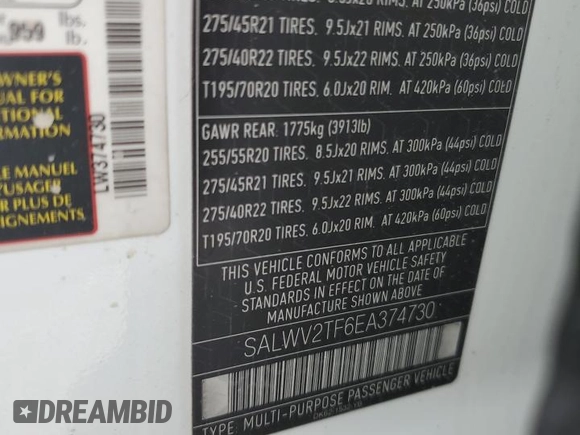 lbs.
959 lb.
OWNER'S
MANUAL FOR
INFORMATION
LE MANUEL
D'USAGE
R PLUS DE
EIGNEMENTS.
LW374730
275/45R21 TIRES. 9.5Jx21 RIMS. AT 250kPa (36psi) COLD
275/40R22 TIRES. 9.5Jx22 RIMS. AT 250kPa (36psi) COLD
T195/70R20 TIRES. 6.0Jx20 RIM. AT 420kPa (60psi) COLD
GAWR REAR: 1775kg (3913lb)
255/55R20 TIRES. 8.5Jx20 RIMS. AT 300kPa (44psi) COLD
275/45R21 TIRES. 9.5Jx21 RIMS. AT 300kPa (44psi) COLD
275/40R22 TIRES. 9.5Jx22 RIMS. AT 300kPa (44psi) COLD
T195/70R20 TIRES. 6.0Jx20 RIM. AT 420kPa (60psi) COLD
THIS VEHICLE CONFORMS TO ALL APPLICABLE
U.S. FEDERAL MOTOR VEHICLE SAFETY
STANDARDS IN EFFECT ON THE DATE OF
MANUFACTURE SHOWN ABOVE.
SALWV2TF6EA374730
TYPE: MULTI-PURPOSE PASSENGER VEHICLE
DREAMBID